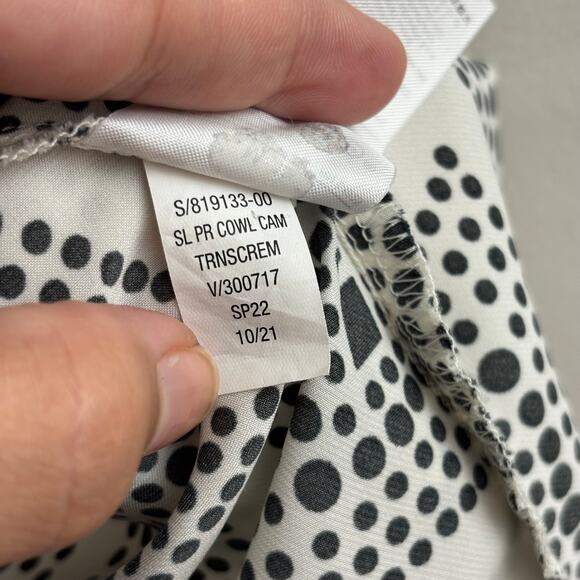 S/819133-00
SL PR COWL CAM
TRNSCREM
V/300717
SP22
10/21